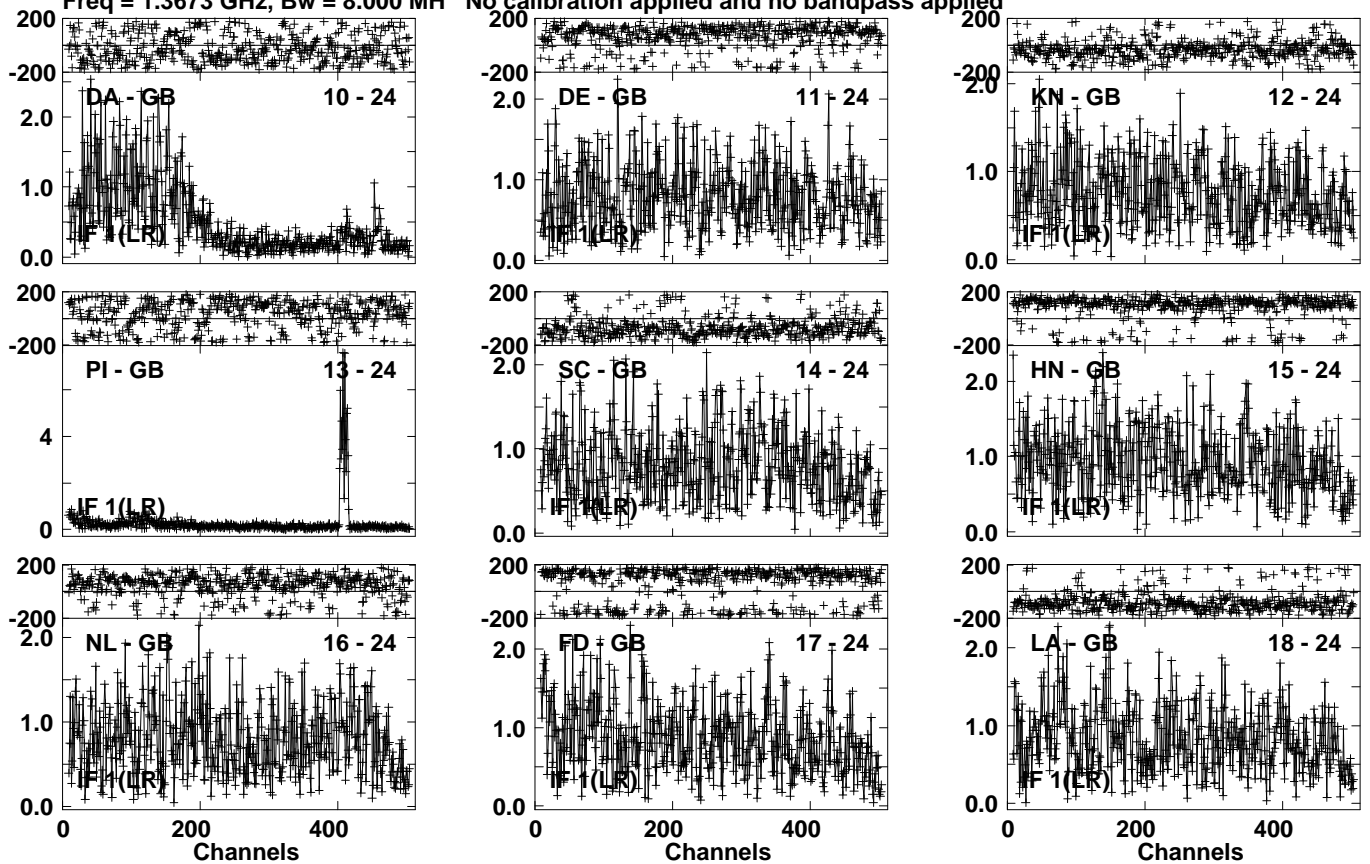 Freq = 1.3673 GHz, Bw = 8.000 MH No calibration applied and no bandpass applied
200 200 200
-200 -200 -200
DA - GB 10 - 24 DE - GB 11 - 24 KN - GB 12 - 24
2.0 2.0 2.0
1.0 1.0 1.0
IF 1(LR) IF 1(LR) IF 1(LR)
0.0 0.0 0.0
200 200 200
-200 -200 -200
PI - GB 13 - 24 SC - GB 14 - 24 HN - GB 15 - 24
4 2.0 2.0
1.0 1.0
IF 1(LR) IF 1(LR) IF 1(LR)
0 0.0 0.0
200 200 200
-200 -200 -200
NL - GB 16 - 24 FD - GB 17 - 24 LA - GB 18 - 24
2.0 2.0 2.0
1.0 1.0 1.0
IF 1(LR) IF 1(LR) IF 1(LR)
0.0 0.0 0.0
0 200 400 0 200 400 0 200 400
Channels Channels Channels